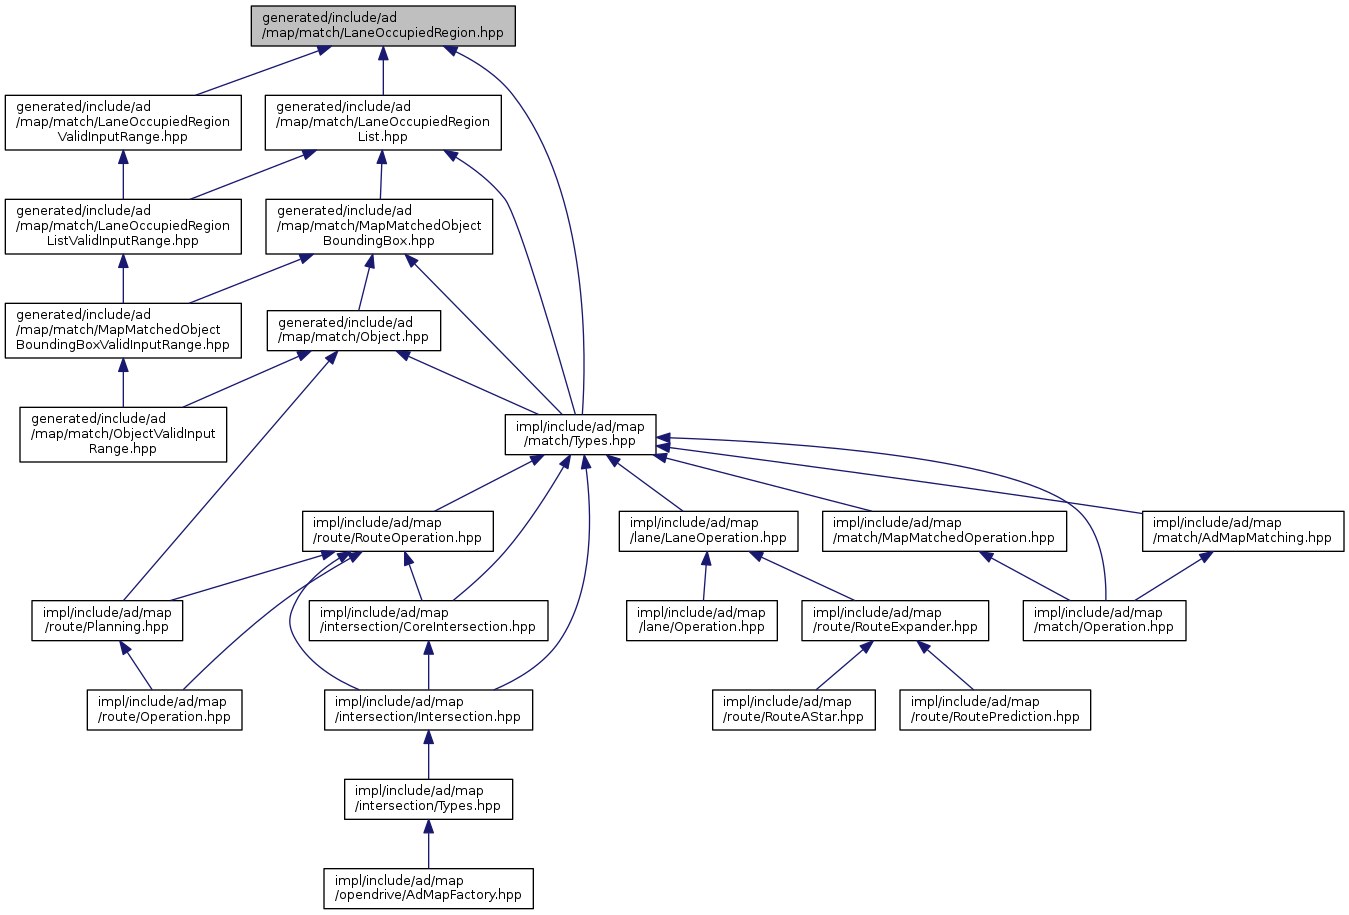 generated/include/ad
/map/match/LaneOccupiedRegion.hpp
generated/include/ad
/map/match/LaneOccupiedRegion
ValidInputRange.hpp
generated/include/ad
/map/match/LaneOccupiedRegion
List.hpp
generated/include/ad
/map/match/LaneOccupiedRegion
ListValidInputRange.hpp
generated/include/ad
/map/match/MapMatchedObject
BoundingBox.hpp
generated/include/ad
/map/match/MapMatchedObject
BoundingBoxValidInputRange.hpp
generated/include/ad
/map/match/Object.hpp
generated/include/ad
/map/match/ObjectValidInput
Range.hpp
impl/include/ad/map
/match/Types.hpp
impl/include/ad/map
/route/RouteOperation.hpp
impl/include/ad/map
/lane/LaneOperation.hpp
impl/include/ad/map
/match/MapMatchedOperation.hpp
impl/include/ad/map
/match/AdMapMatching.hpp
impl/include/ad/map
/route/Planning.hpp
impl/include/ad/map
/intersection/CoreIntersection.hpp
impl/include/ad/map
/lane/Operation.hpp
impl/include/ad/map
/route/RouteExpander.hpp
impl/include/ad/map
/match/Operation.hpp
impl/include/ad/map
/route/Operation.hpp
impl/include/ad/map
/intersection/Intersection.hpp
impl/include/ad/map
/route/RouteAStar.hpp
impl/include/ad/map
/route/RoutePrediction.hpp
impl/include/ad/map
/intersection/Types.hpp
impl/include/ad/map
/opendrive/AdMapFactory.hpp